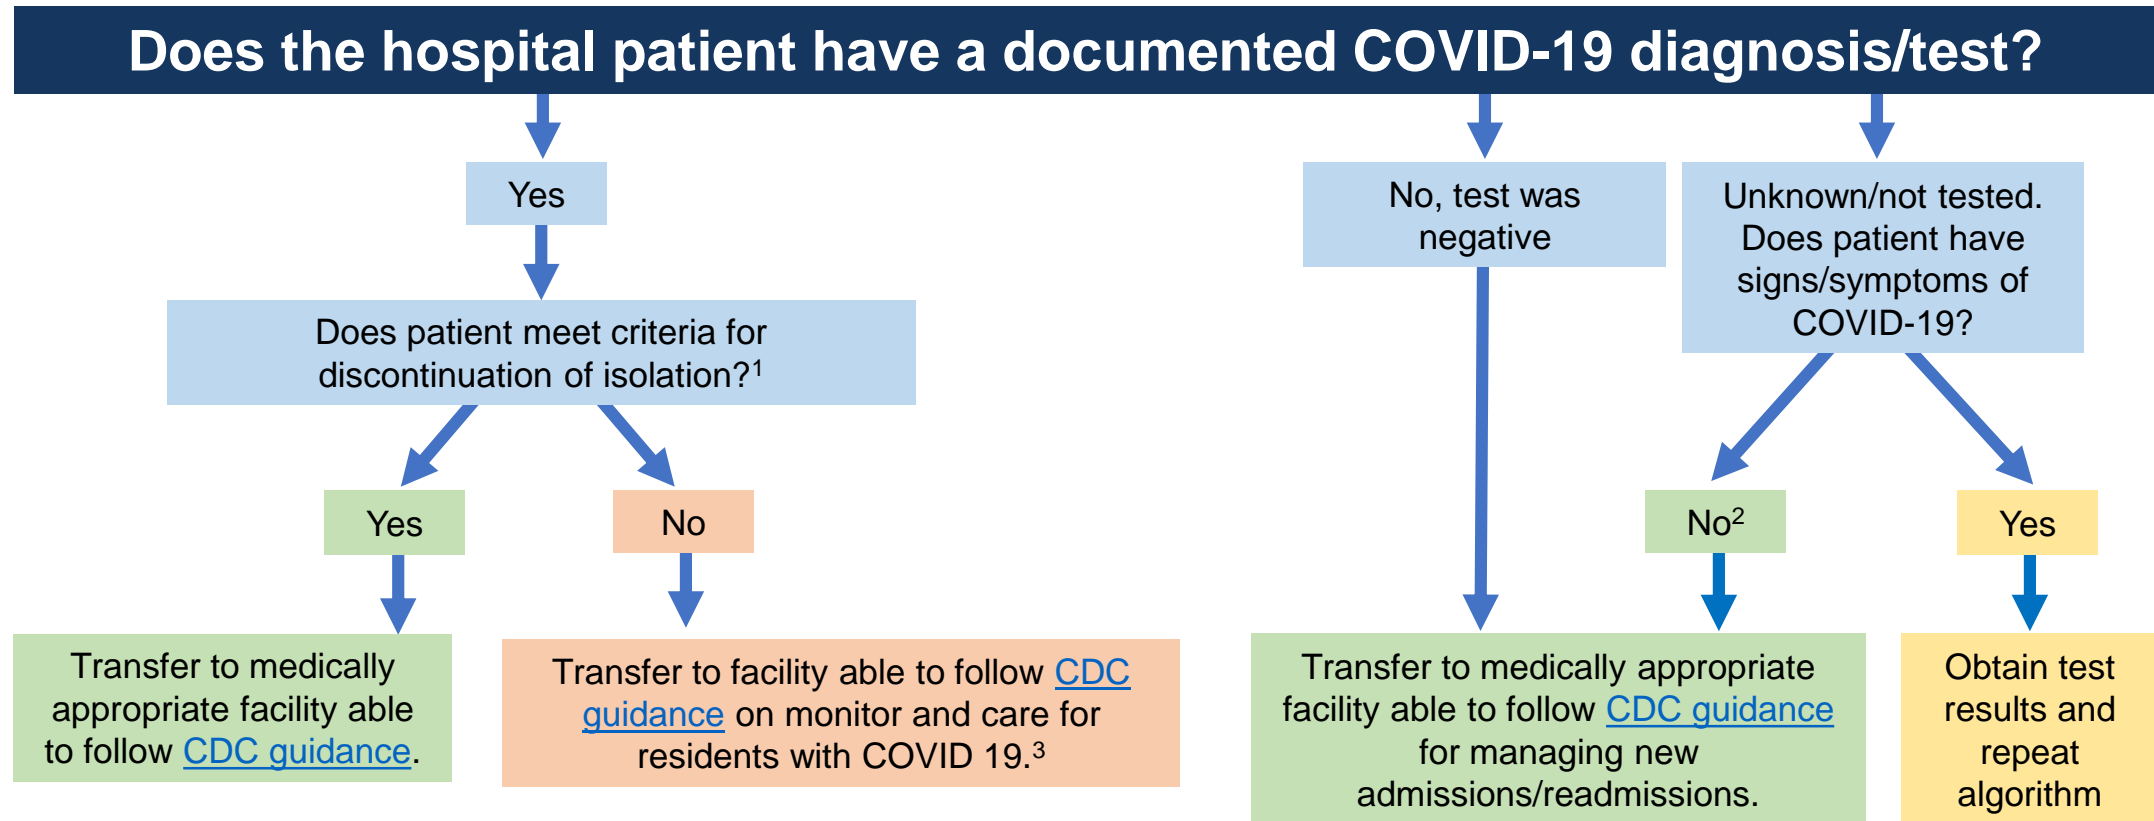 Does the hospital patient have a documented COVID-19 diagnosis/test?
Yes
Does patient meet criteria for
discontinuation of isolation?¹
Yes
No
Transfer to medically
appropriate facility able
to follow CDC guidance.
Transfer to facility able to follow CDC
guidance on monitor and care for
residents with COVID 19.³
No, test was
negative
Unknown/not tested.
Does patient have
signs/symptoms of
COVID-19?
No²
Yes
Transfer to medically appropriate
facility able to follow CDC guidance
for managing new
admissions/readmissions.
Obtain test
results and
repeat
algorithm